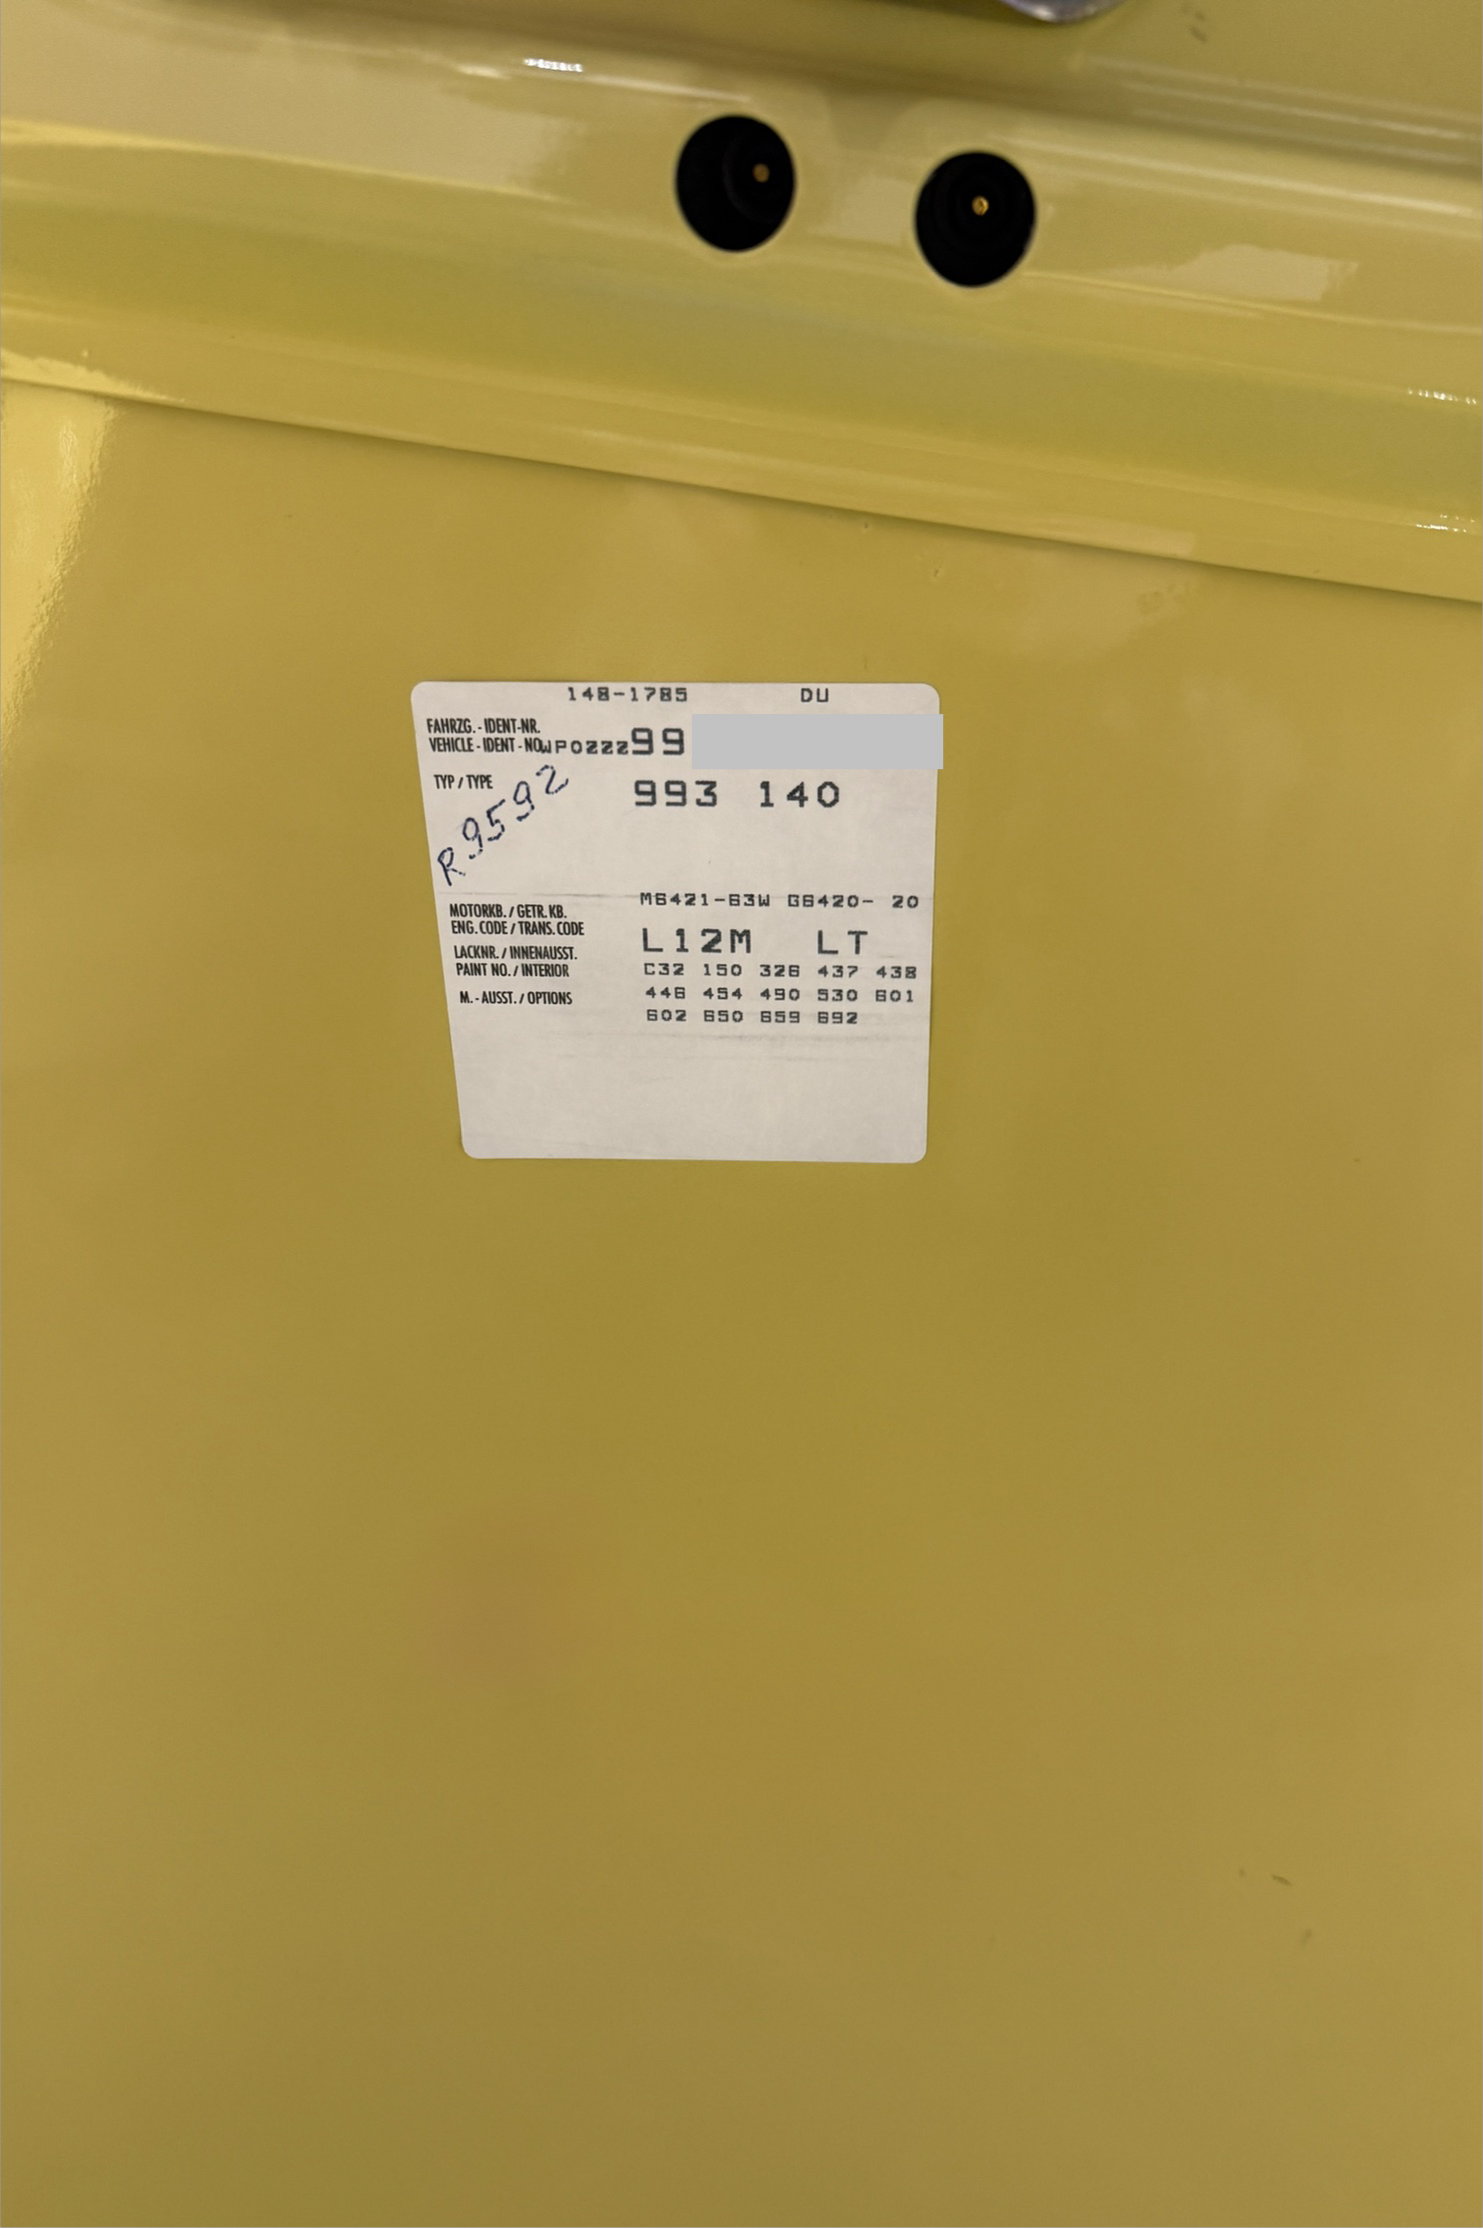 148-1785 DU
FAHRZG. - IDENT-NR.
VEHICLE - IDENT - NO. WP0ZZZ99
TYP / TYPE 993 140
R9592
M6421-63W G6420- 20
MOTORKB. / GETR. KB.
ENG. CODE / TRANS. CODE
L12M LT
LACKNR. / INNENAUSST.
PAINT NO. / INTERIOR
C32 150 326 437 438
M. - AUSST. / OPTIONS
446 454 490 530 601
602 650 659 692